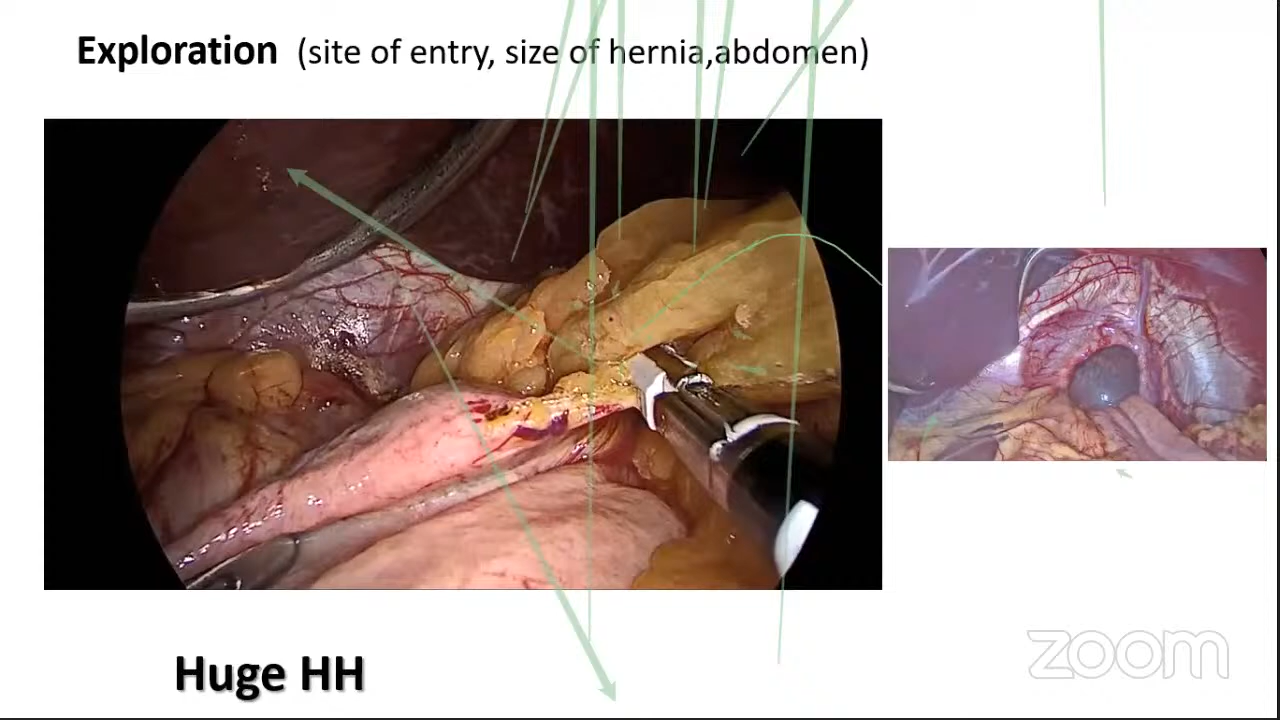 Exploration (site of entry, size of hernia,abdomen)
Huge HH
zoom